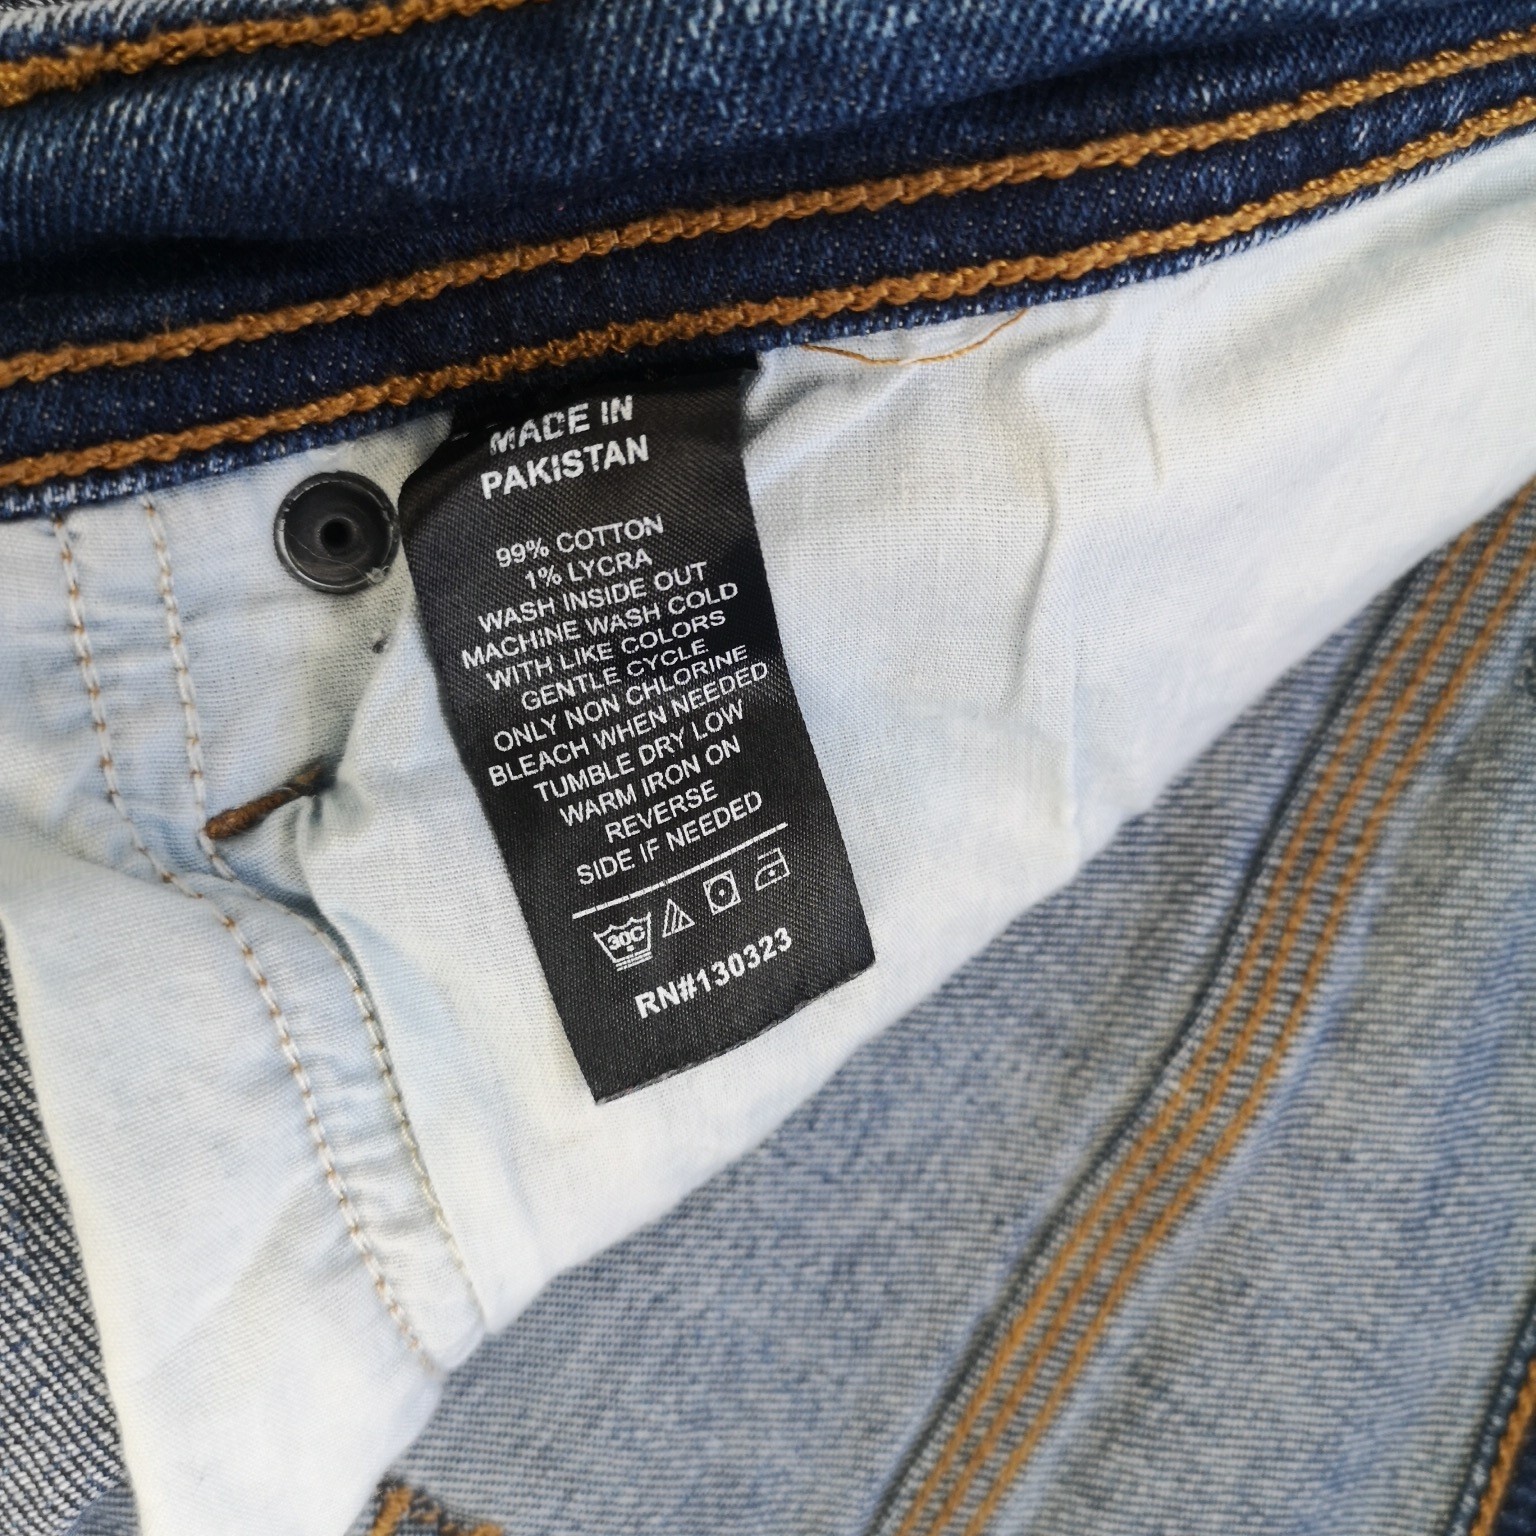 MADE IN
PAKISTAN
99% COTTON
1% LYCRA
WASH INSIDE OUT
MACHINE WASH COLD
WITH LIKE COLORS
GENTLE CYCLE
ONLY NON CHLORINE
BLEACH WHEN NEEDED
TUMBLE DRY LOW
WARM IRON ON
REVERSE
SIDE IF NEEDED
30C
RN#130323